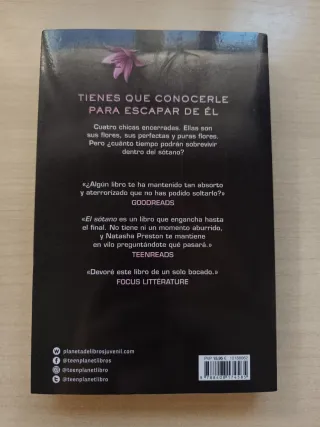 TIENES QUE CONOCERLE
PARA ESCAPAR DE ÉL
Cuatro chicas encerradas. Ellas son
sus flores, sus perfectas y puras flores.
Pero ¿cuánto tiempo podrán sobrevivir
dentro del sótano?
«¿Algún libro te ha mantenido tan absorto
y aterrorizado que no has podido soltarlo?»
GOODREADS
«El sótano es un libro que engancha hasta
el final. No tiene ni un momento aburrido,
y Natasha Preston te mantiene
en vilo preguntándote qué pasará.»
TEENREADS
«Devoré este libro de un solo bocado.»
FOCUS LITTÉRATURE
planetadelibrosjuvenil.com
@teenplanetlibros
@teenplanetlibro
@teenplanetlibro
PVP